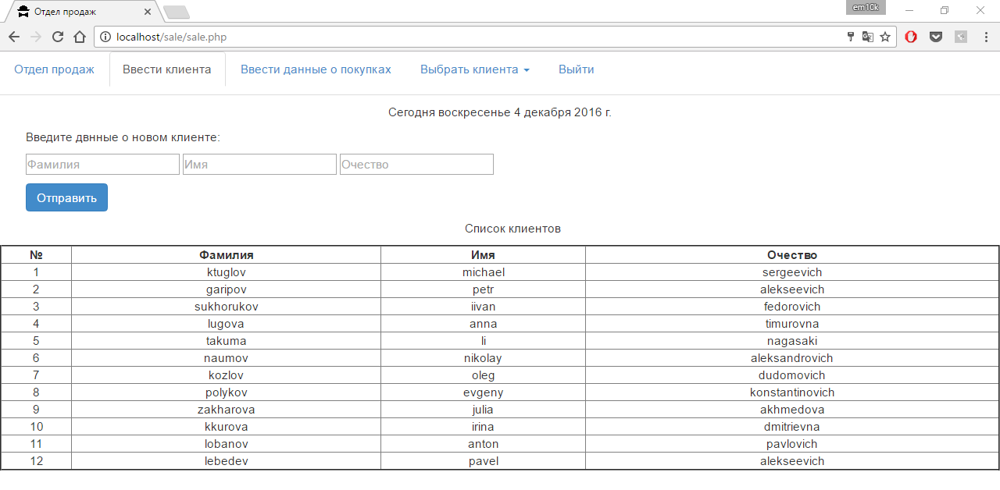 Отдел продаж
em10k
localhost/sale/sale.php
Отдел продаж Ввести клиента Ввести данные о покупках Выбрать клиента Выйти
Сегодня воскресенье 4 декабря 2016 г.
Введите двнные о новом клиенте:
Фамилия Имя Очество
Отправить
Список клиентов
№ Фамилия Имя Очество
1 ktuglov michael sergeevich
2 garipov petr alekseevich
3 sukhorukov iivan fedorovich
4 lugova anna timurovna
5 takuma li nagasaki
6 naumov nikolay aleksandrovich
7 kozlov oleg dudomovich
8 polykov evgeny konstantinovich
9 zakharova julia akhmedova
10 kkurova irina dmitrievna
11 lobanov anton pavlovich
12 lebedev pavel alekseevich